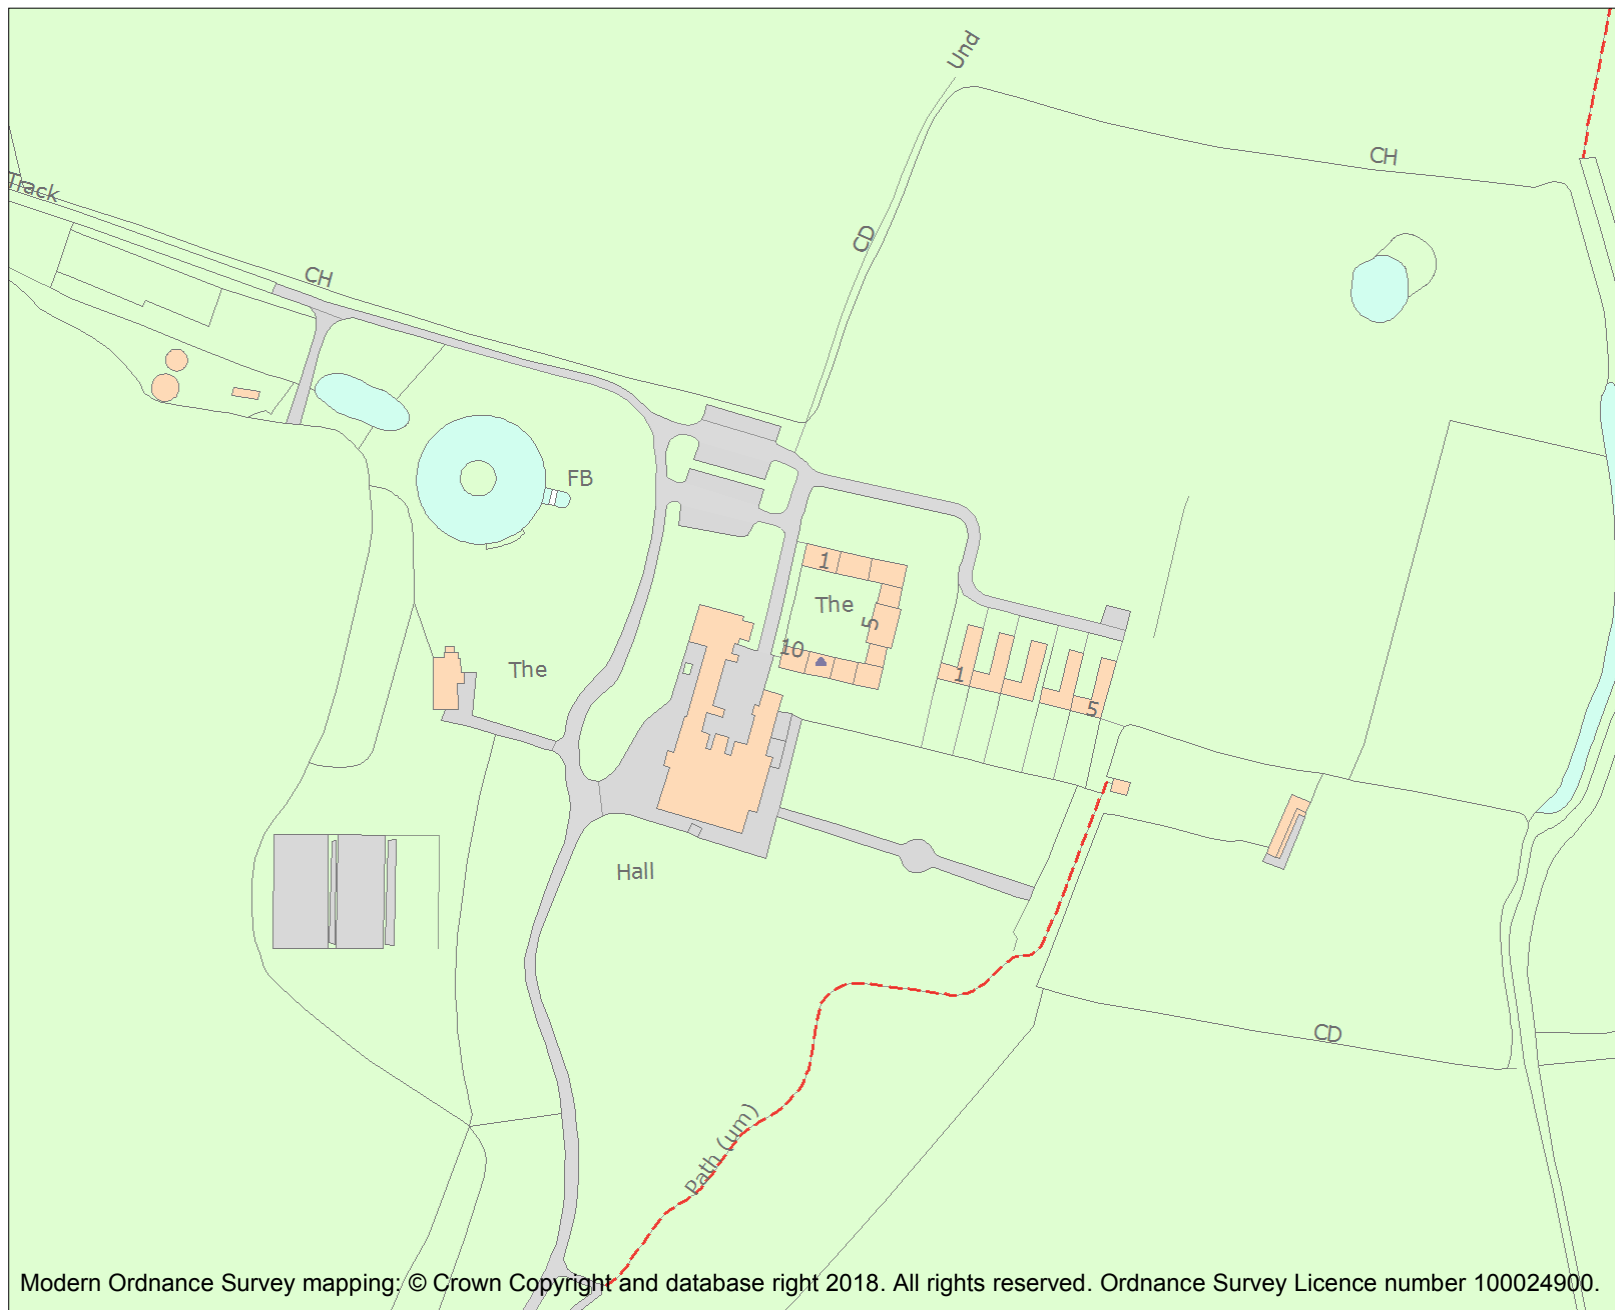 Und
CH
Track
CD
CH
FB
1
The
5
10
The
1
5
Hall
CD
Path (um)
Modern Ordnance Survey mapping: © Crown Copyright and database right 2018. All rights reserved. Ordnance Survey Licence number 100024900.